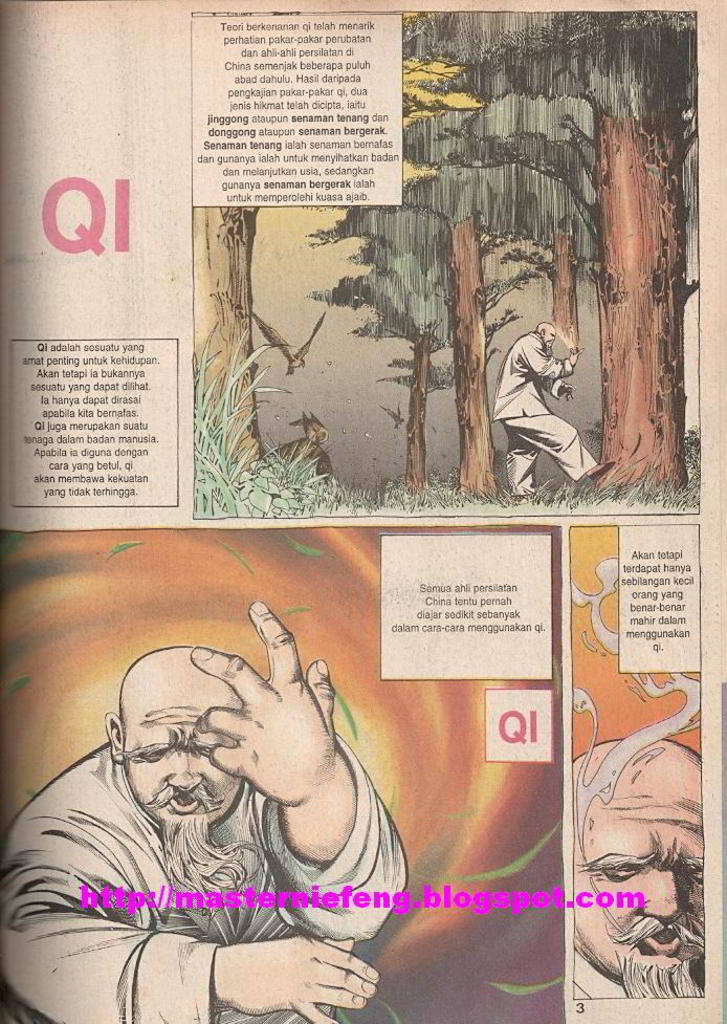 Teori berkenanan qi telah menarik
perhatian pakar-pakar perubatan
dan ahli-ahli persilatan di
China semenjak beberapa puluh
abad dahulu. Hasil daripada
pengkajian pakar-pakar qi, dua
jenis hikmat telah dicipta, iaitu
jinggong ataupun senaman tenang dan
donggong ataupun senaman bergerak.
Senaman tenang ialah senaman bernafas
dan gunanya ialah untuk menyihatkan badan
dan melanjutkan usia, sedangkan
gunanya senaman bergerak ialah
untuk memperolehi kuasa ajaib.
QI
Qi adalah sesuatu yang
amat penting untuk kehidupan.
Akan tetapi ia bukannya
sesuatu yang dapat dilihat.
Ia hanya dapat dirasai
apabila kita bernafas.
Qi juga merupakan suatu
tenaga dalam badan manusia.
Apabila ia diguna dengan
cara yang betul, qi
akan membawa kekuatan
yang tidak terhingga.
Semua ahli persilatan
China tentu pernah
diajar sedikit sebanyak
dalam cara-cara menggunakan qi.
QI
Akan tetapi
terdapat hanya
sebilangan kecil
orang yang
benar-benar
mahir dalam
menggunakan
qi.
http://masterniefeng.blogspot.com
3